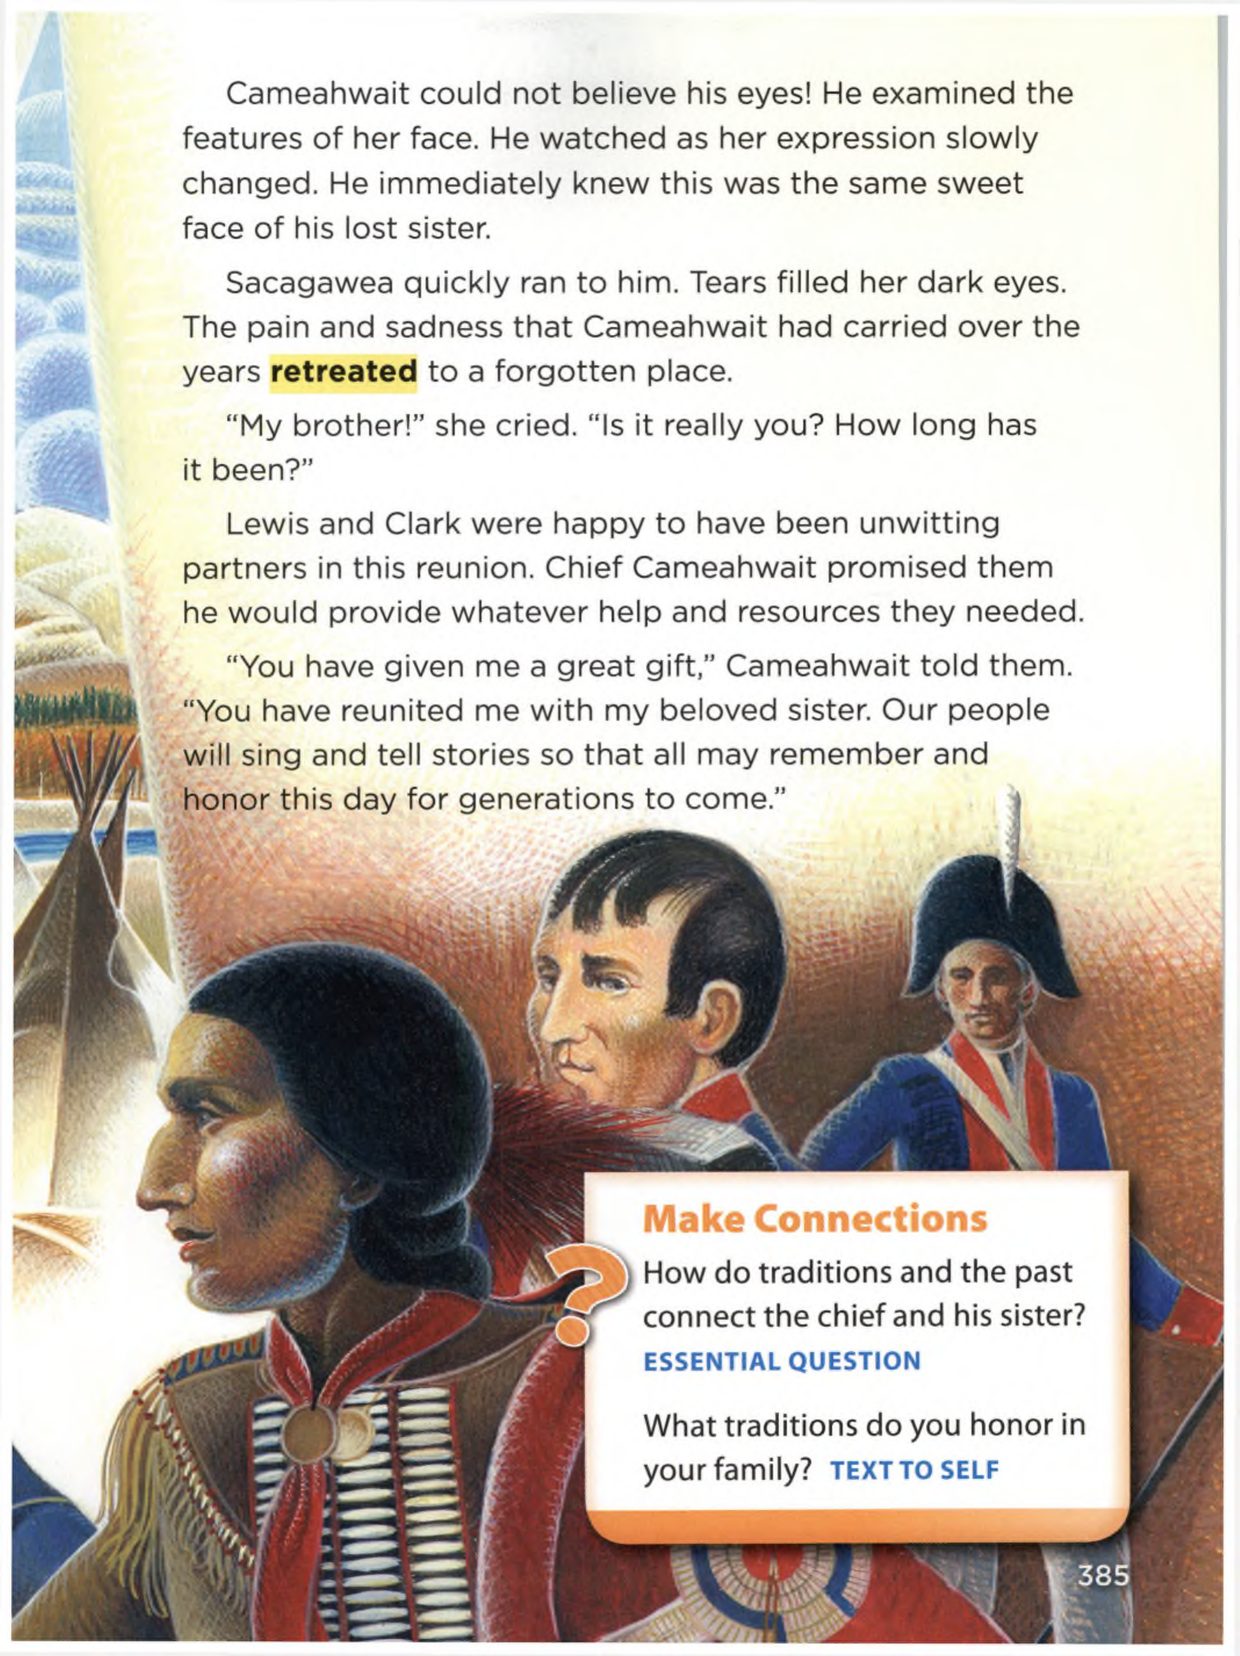 Cameahwait could not believe his eyes! He examined the
features of her face. He watched as her expression slowly
changed. He immediately knew this was the same sweet
face of his lost sister.
Sacagawea quickly ran to him. Tears filled her dark eyes.
The pain and sadness that Cameahwait had carried over the
years retreated to a forgotten place.
“My brother!” she cried. “Is it really you? How long has
it been?”
Lewis and Clark were happy to have been unwitting
partners in this reunion. Chief Cameahwait promised them
he would provide whatever help and resources they needed.
“You have given me a great gift,” Cameahwait told them.
“You have reunited me with my beloved sister. Our people
will sing and tell stories so that all may remember and
honor this day for generations to come.”
Make Connections
?
How do traditions and the past
connect the chief and his sister?
ESSENTIAL QUESTION
What traditions do you honor in
your family? TEXT TO SELF
385